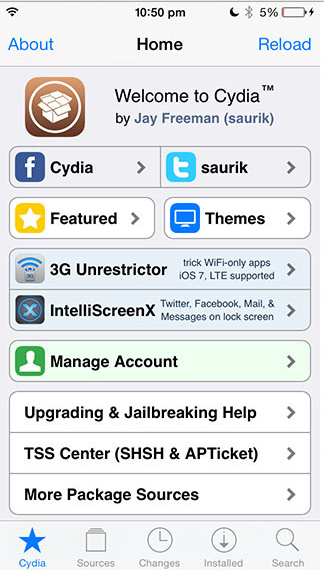 10:50 pm 5%
About Home Reload
Welcome to Cydia™
by Jay Freeman (saurik)
Cydia saurik
Featured Themes
3G Unrestrictor trick WiFi-only apps
iOS 7, LTE supported
IntelliScreenX Twitter, Facebook, Mail, &
Messages on lock screen
Manage Account
Upgrading & Jailbreaking Help
TSS Center (SHSH & APTicket)
More Package Sources
Cydia Sources Changes Installed Search